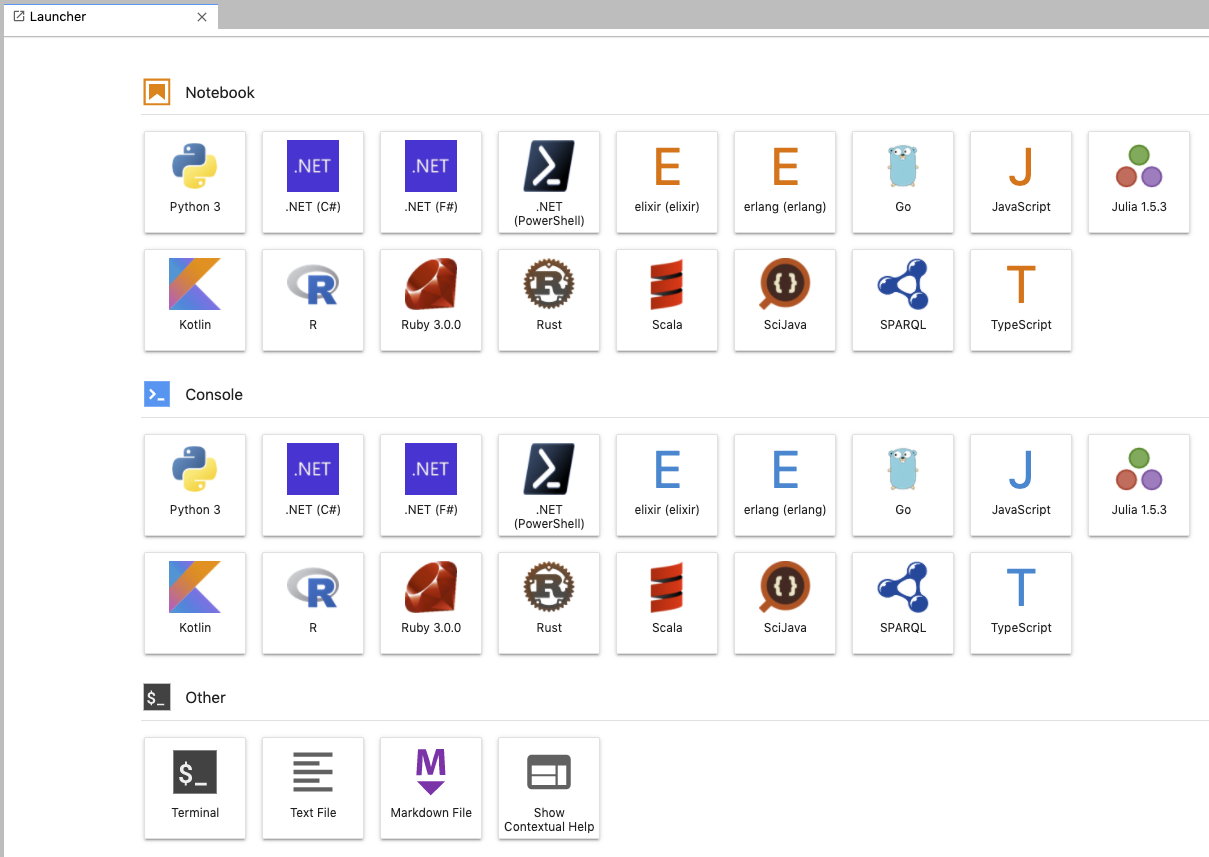 Launcher
Notebook
.NET .NET E E J
Python 3 .NET (C#) .NET (F#) .NET (PowerShell) elixir (elixir) erlang (erlang) Go JavaScript Julia 1.5.3
R R T
Kotlin R Ruby 3.0.0 Rust Scala SciJava SPARQL TypeScript
Console
.NET .NET E E J
Python 3 .NET (C#) .NET (F#) .NET (PowerShell) elixir (elixir) erlang (erlang) Go JavaScript Julia 1.5.3
R R T
Kotlin R Ruby 3.0.0 Rust Scala SciJava SPARQL TypeScript
$_ Other
$_ M
Terminal Text File Markdown File Show Contextual Help